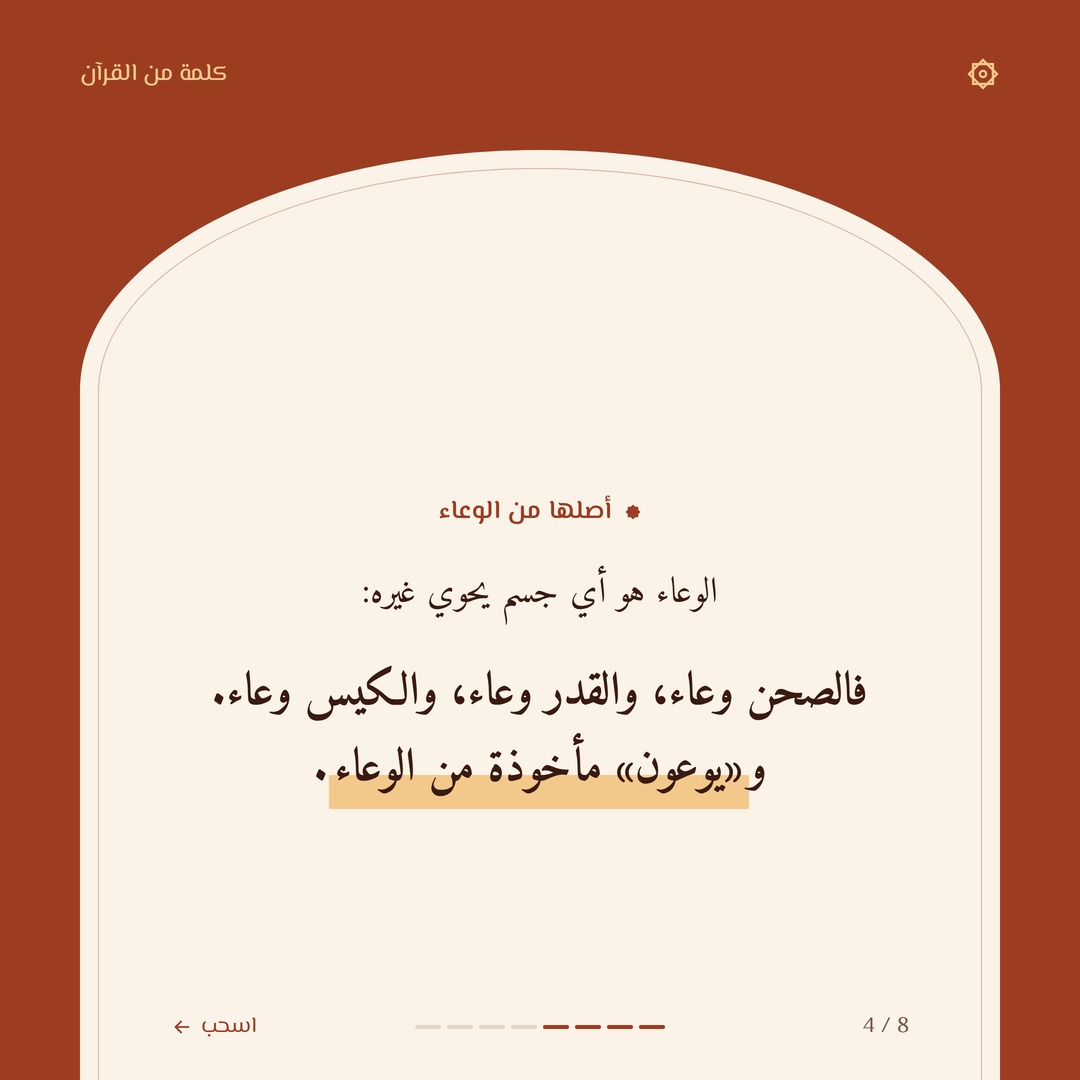 كلمة من القرآن
أصلها من الوعاء
الوعاء هو أي جسم يحوي غيره:
فالصحن وعاء، والقدر وعاء، والكيس وعاء.
و«يوعون» مأخوذة من الوعاء.
4 / 8
اسحب ←